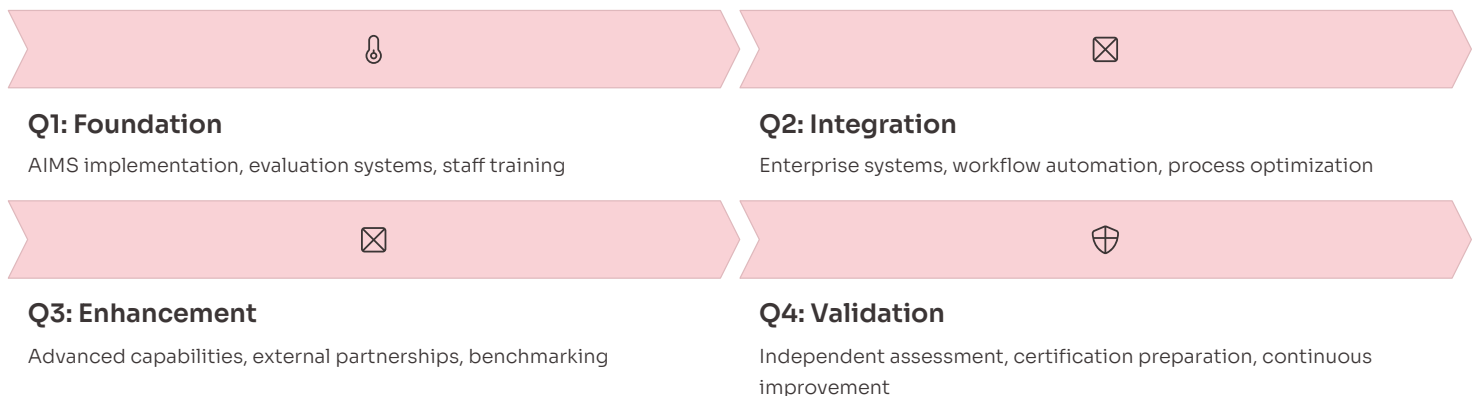 Q1: Foundation
AIMS implementation, evaluation systems, staff training
Q2: Integration
Enterprise systems, workflow automation, process optimization
Q3: Enhancement
Advanced capabilities, external partnerships, benchmarking
Q4: Validation
Independent assessment, certification preparation, continuous
improvement